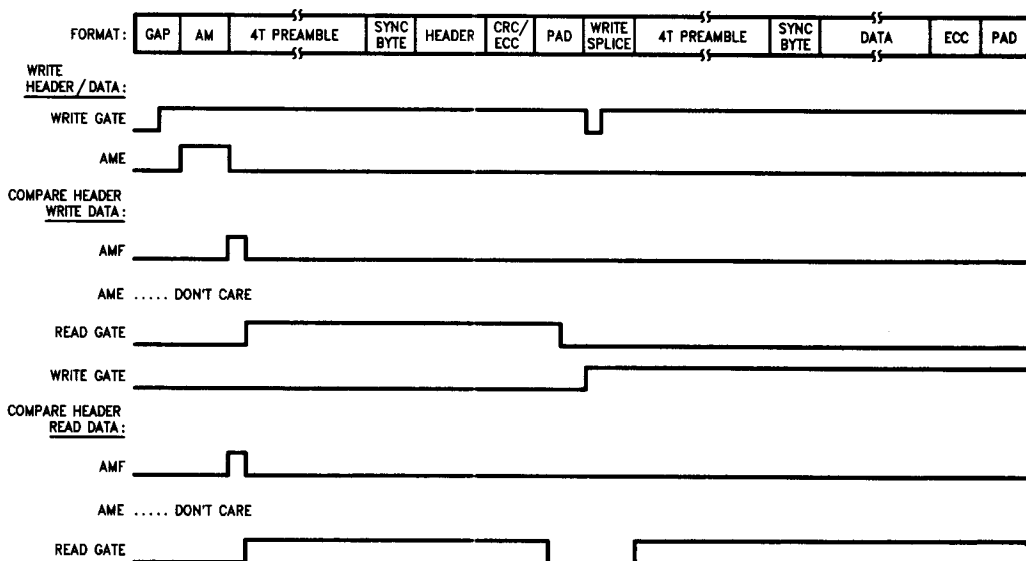 FORMAT: GAP AM 4T PREAMBLE SYNC BYTE HEADER CRC/ ECC PAD WRITE SPLICE 4T PREAMBLE SYNC BYTE DATA ECC PAD
WRITE
HEADER/DATA:
WRITE GATE
AME
COMPARE HEADER
WRITE DATA:
AMF
AME ..... DON'T CARE
READ GATE
WRITE GATE
COMPARE HEADER
READ DATA:
AMF
AME ..... DON'T CARE
READ GATE